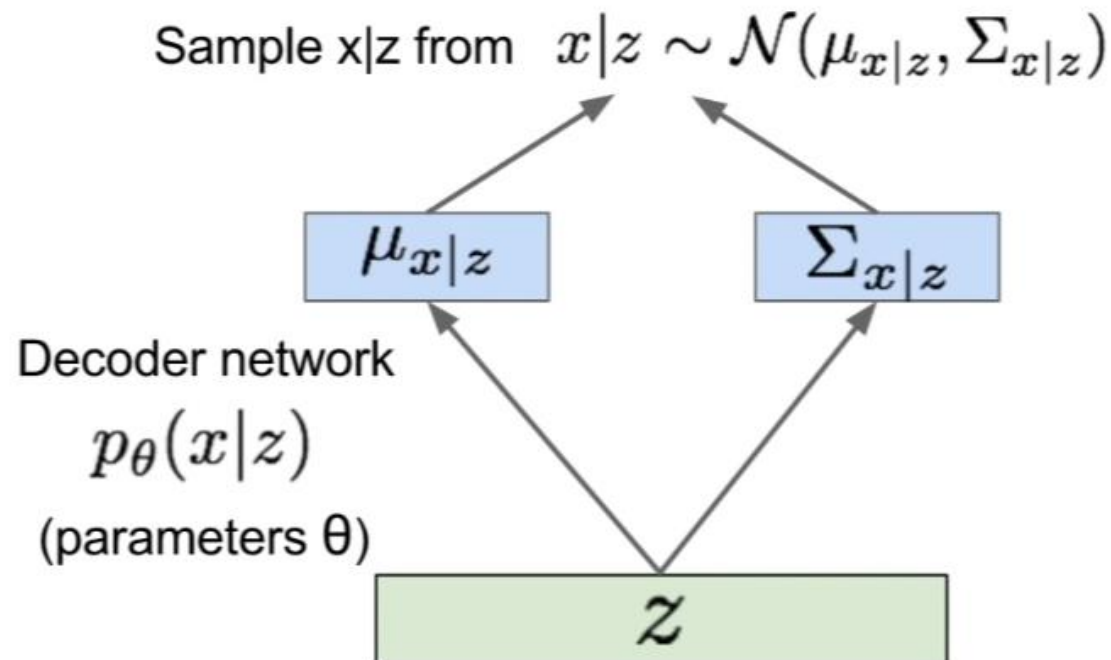 Sample x|z from x|z ∼ 𝒩(μ_{x|z}, Σ_{x|z})
μ_{x|z}
Σ_{x|z}
Decoder network
p_θ(x|z)
(parameters θ)
z